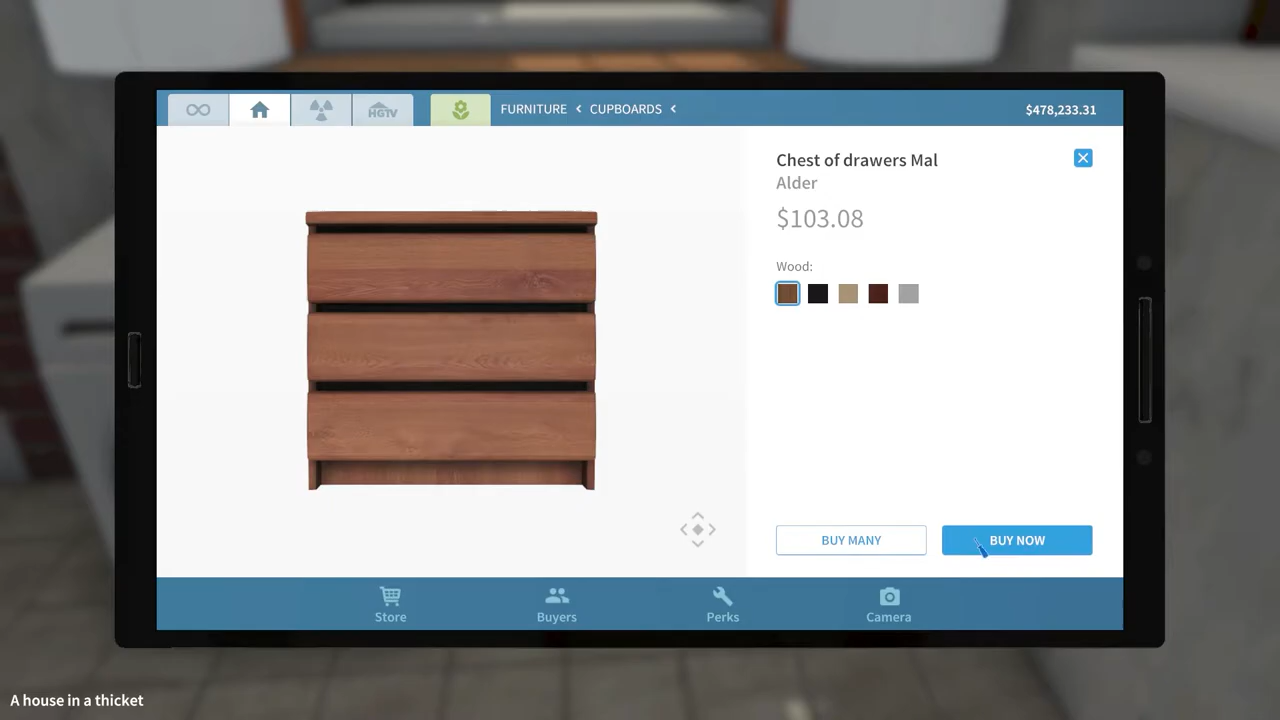 HGTV
FURNITURE < CUPBOARDS <
$478,233.31
Chest of drawers Mal
Alder
$103.08
Wood:
BUY MANY
BUY NOW
Store
Buyers
Perks
Camera
A house in a thicket